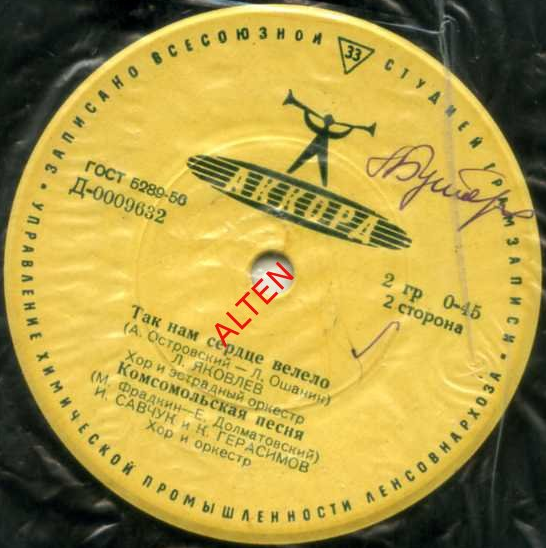 ЗАПИСАНО ВСЕСОЮЗНОЙ СТУДИЕЙ ГРАМЗАПИСИ
33
ГОСТ 5289-56
Д-0009632
АККОРД
2 гр 0-45
2 сторона
ALTEN
Так нам сердце велело
(А. Островский – Л. Ошанин)
Л. ЯКОВЛЕВ
Хор и эстрадный оркестр
Комсомольская песня
(М. Фрадкин – Е. Долматовский)
И. САВЧУК и К. ГЕРАСИМОВ
Хор и оркестр
УПРАВЛЕНИЕ ХИМИЧЕСКОЙ ПРОМЫШЛЕННОСТИ ЛЕНСОВНАРХОЗА